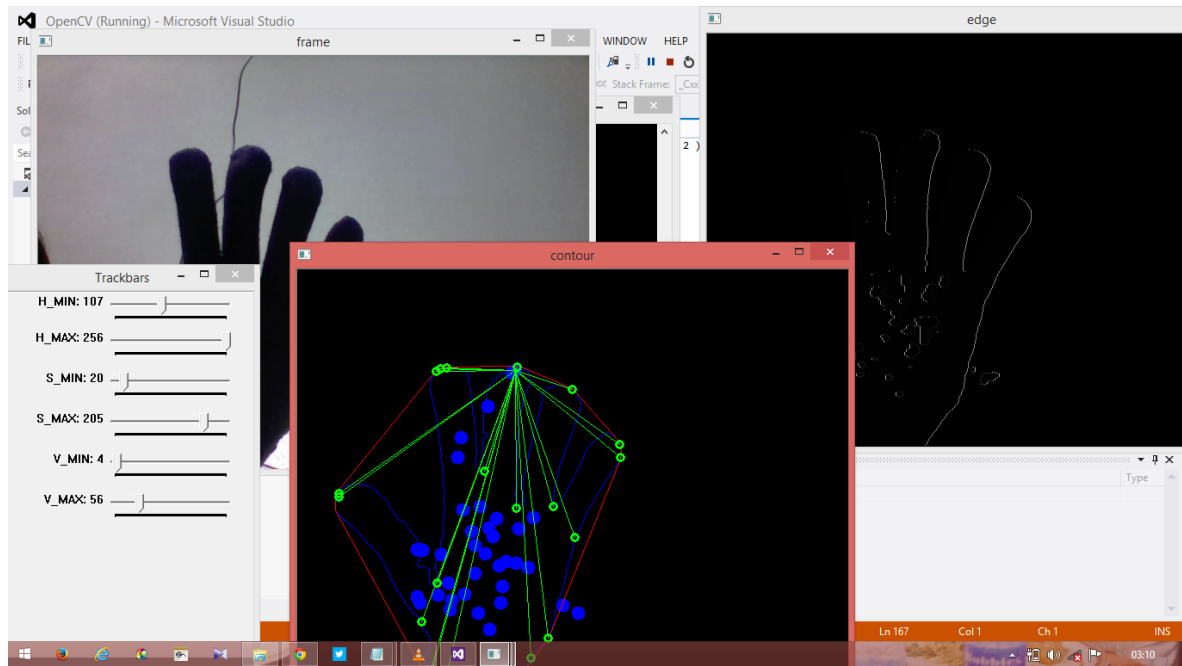 OpenCV (Running) - Microsoft Visual Studio
edge
frame
WINDOW HELP
Stack Frame:
2 )
contour
Trackbars
H_MIN: 107
H_MAX: 256
S_MIN: 20
S_MAX: 205
V_MIN: 4
V_MAX: 56
Type
Ln 167 Col 1 Ch 1 INS
03:10